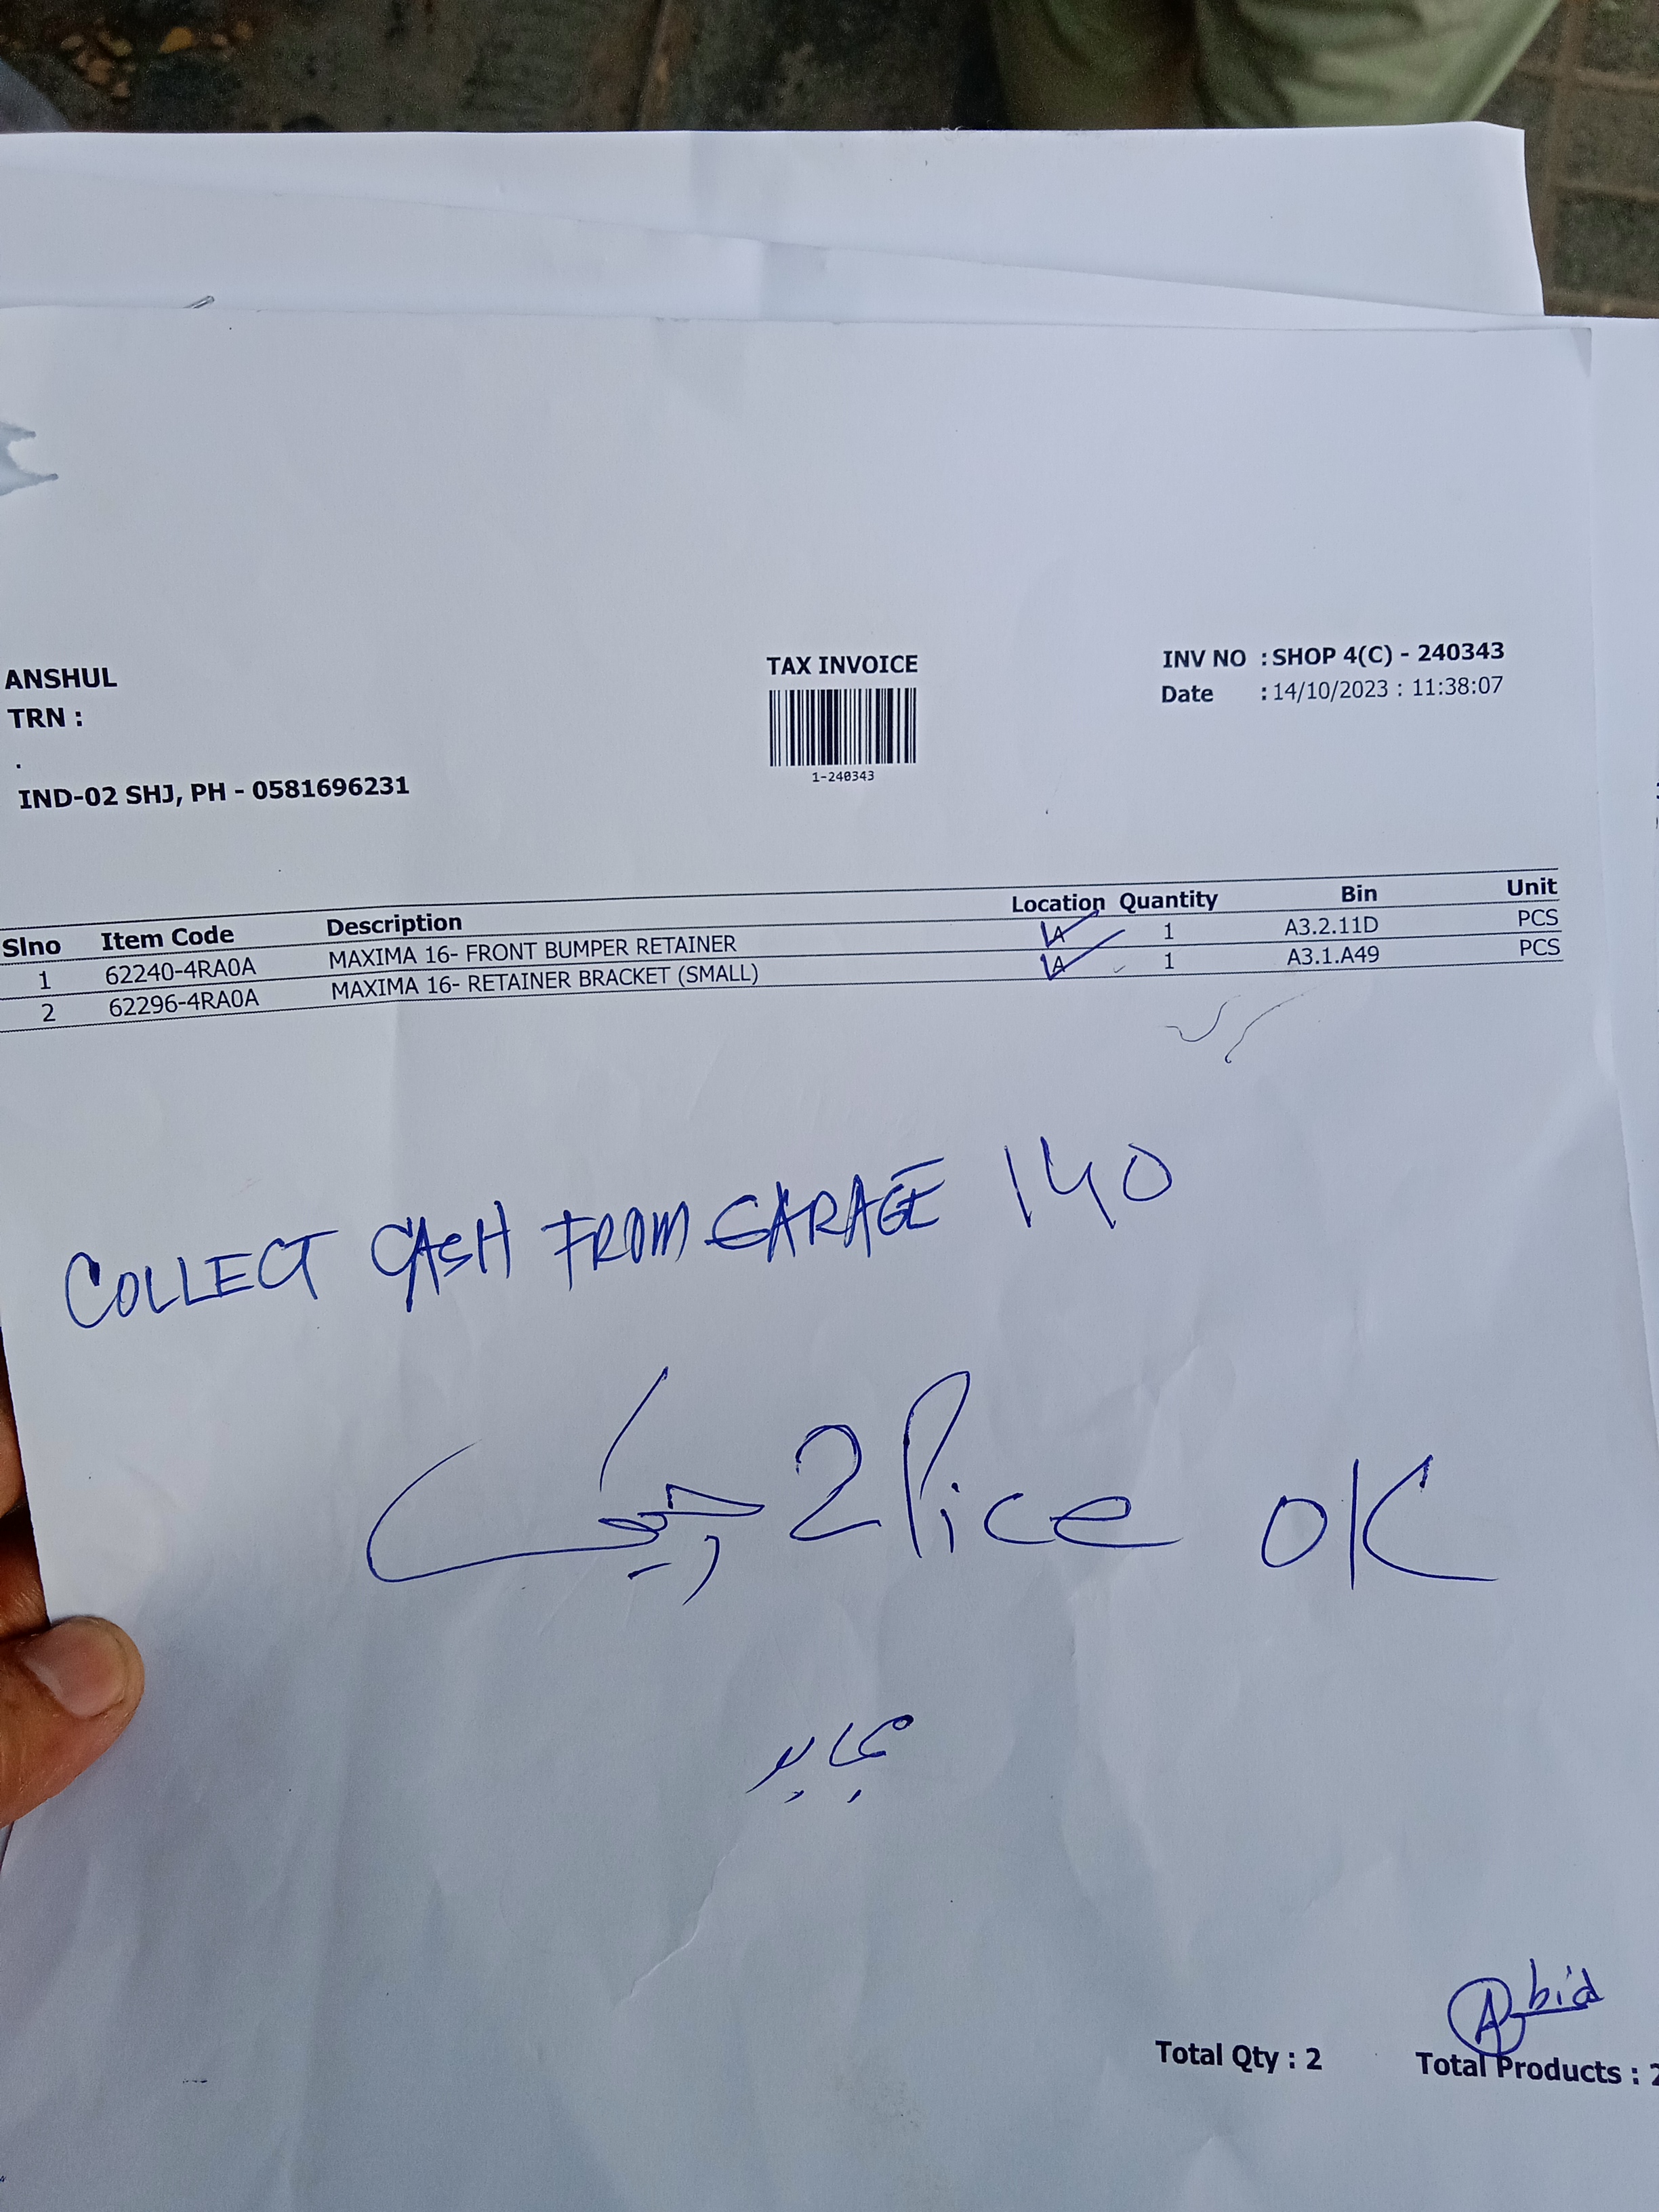 ANSHUL
TRN :
.
IND-02 SHJ, PH - 0581696231
TAX INVOICE
1-240343
INV NO : SHOP 4(C) - 240343
Date : 14/10/2023 : 11:38:07
Slno Item Code Description Location Quantity Bin Unit
1 62240-4RA0A MAXIMA 16- FRONT BUMPER RETAINER 1A 1 A3.2.11D PCS
2 62296-4RA0A MAXIMA 16- RETAINER BRACKET (SMALL) 1A 1 A3.1.A49 PCS
COLLECT CASH FROM GARAGE 140
2 Pice OK
Abid
Total Qty : 2 Total Products : 2